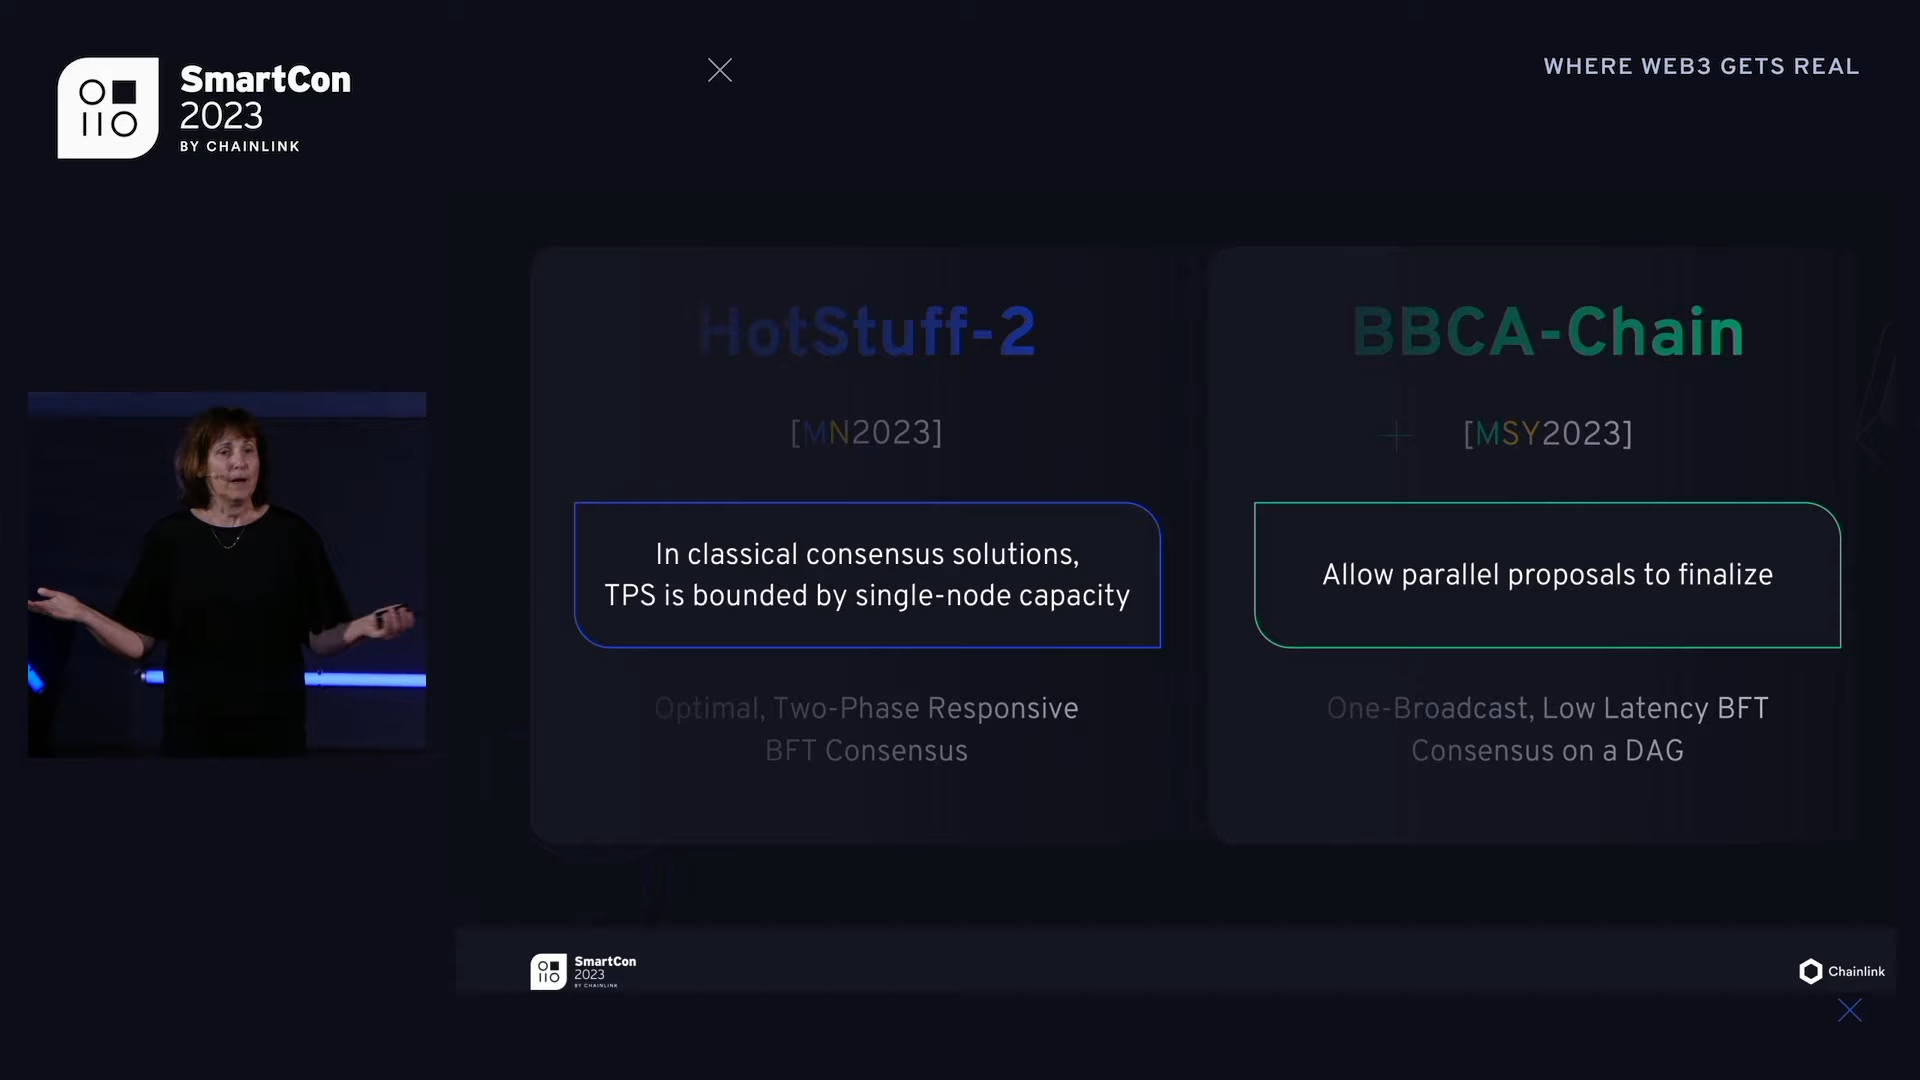 SmartCon
2023
BY CHAINLINK
WHERE WEB3 GETS REAL
HotStuff-2
[MN2023]
In classical consensus solutions,
TPS is bounded by single-node capacity
Optimal, Two-Phase Responsive
BFT Consensus
BBCA-Chain
[MSY2023]
Allow parallel proposals to finalize
One-Broadcast, Low Latency BFT
Consensus on a DAG
SmartCon
2023
BY CHAINLINK
Chainlink